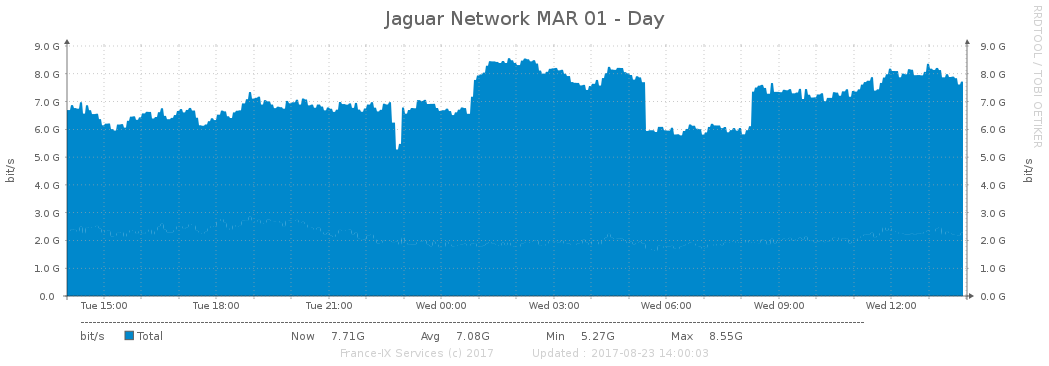 Jaguar Network MAR 01 - Day
RRDTOOL / TOBI OETIKER
bit/s
bit/s
9.0 G 9.0 G
8.0 G 8.0 G
7.0 G 7.0 G
6.0 G 6.0 G
5.0 G 5.0 G
4.0 G 4.0 G
3.0 G 3.0 G
2.0 G 2.0 G
1.0 G 1.0 G
0.0 0.0 G
Tue 15:00 Tue 18:00 Tue 21:00 Wed 00:00 Wed 03:00 Wed 06:00 Wed 09:00 Wed 12:00
bit/s Total Now 7.71G Avg 7.08G Min 5.27G Max 8.55G
France-IX Services (c) 2017 Updated : 2017-08-23 14:00:03